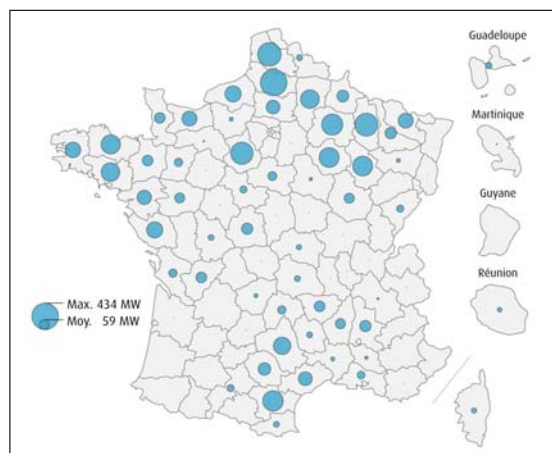 Guadeloupe
Martinique
Guyane
Réunion
Max. 434 MW
Moy. 59 MW